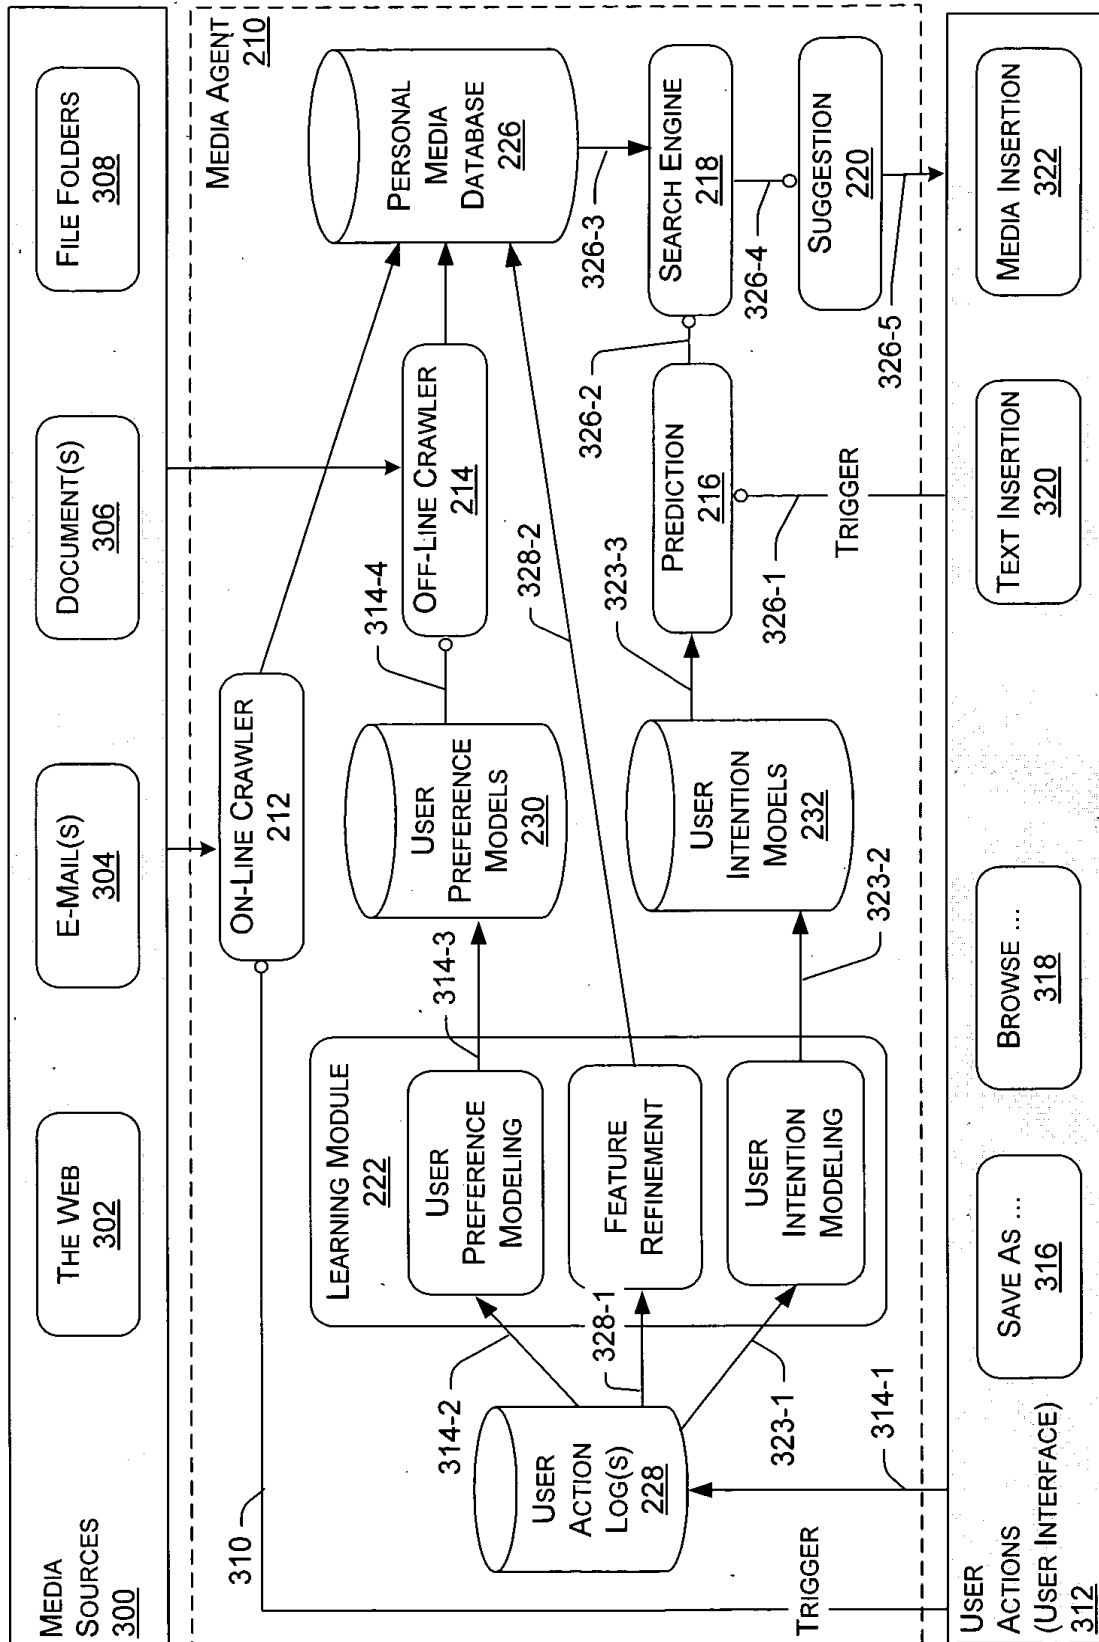 MEDIA
SOURCES
300
THE WEB
302
E-MAIL(S)
304
DOCUMENT(S)
306
FILE FOLDERS
308
MEDIA AGENT
210
310
ON-LINE CRAWLER
212
LEARNING MODULE
222
USER
PREFERENCE
MODELING
314-3
USER
PREFERENCE
MODELS
230
314-4
OFF-LINE CRAWLER
214
PERSONAL
MEDIA
DATABASE
226
314-2
328-1
FEATURE
REFINEMENT
328-2
326-3
USER
ACTION
LOG(S)
228
323-1
USER
INTENTION
MODELING
323-2
USER
INTENTION
MODELS
232
323-3
PREDICTION
216
326-2
SEARCH ENGINE
218
326-4
SUGGESTION
220
326-5
TRIGGER
314-1
326-1
TRIGGER
USER
ACTIONS
(USER INTERFACE)
312
SAVE AS ...
316
BROWSE ...
318
TEXT INSERTION
320
MEDIA INSERTION
322